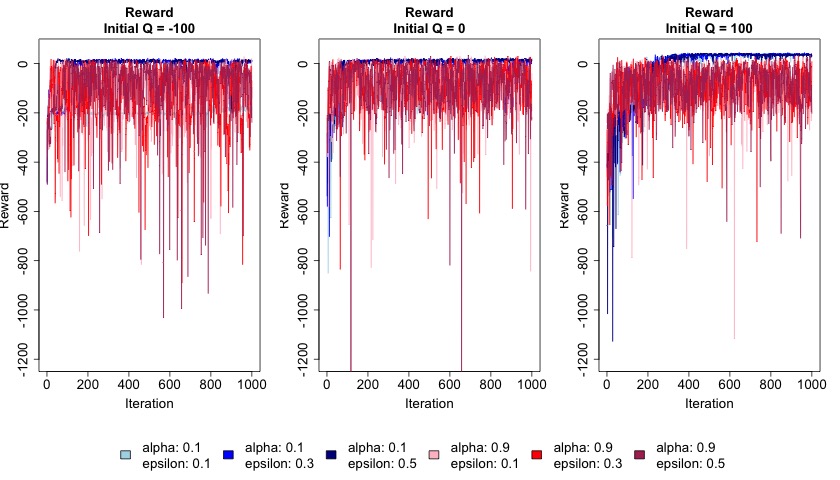 Reward
Initial Q = -100
Reward
Initial Q = 0
Reward
Initial Q = 100
Reward
0
-200
-400
-600
-800
-1000
-1200
0 200 400 600 800 1000
Iteration
Reward
0
-200
-400
-600
-800
-1000
-1200
0 200 400 600 800 1000
Iteration
Reward
0
-200
-400
-600
-800
-1000
-1200
0 200 400 600 800 1000
Iteration
alpha: 0.1
epsilon: 0.1
alpha: 0.1
epsilon: 0.3
alpha: 0.1
epsilon: 0.5
alpha: 0.9
epsilon: 0.1
alpha: 0.9
epsilon: 0.3
alpha: 0.9
epsilon: 0.5